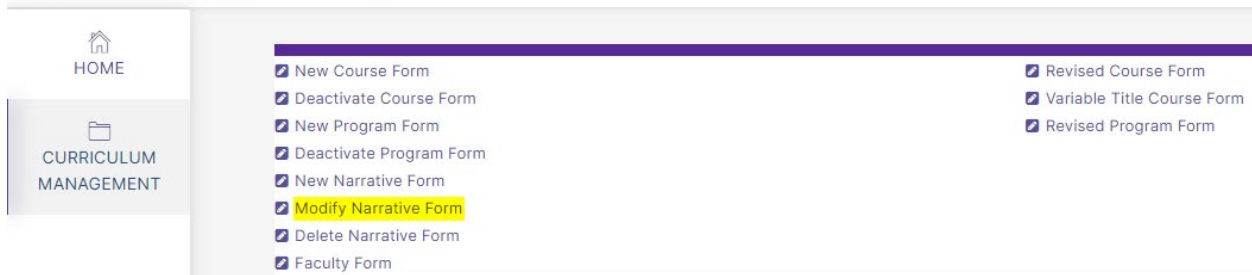 HOME
CURRICULUM
MANAGEMENT
New Course Form
Deactivate Course Form
New Program Form
Deactivate Program Form
New Narrative Form
Modify Narrative Form
Delete Narrative Form
Faculty Form
Revised Course Form
Variable Title Course Form
Revised Program Form